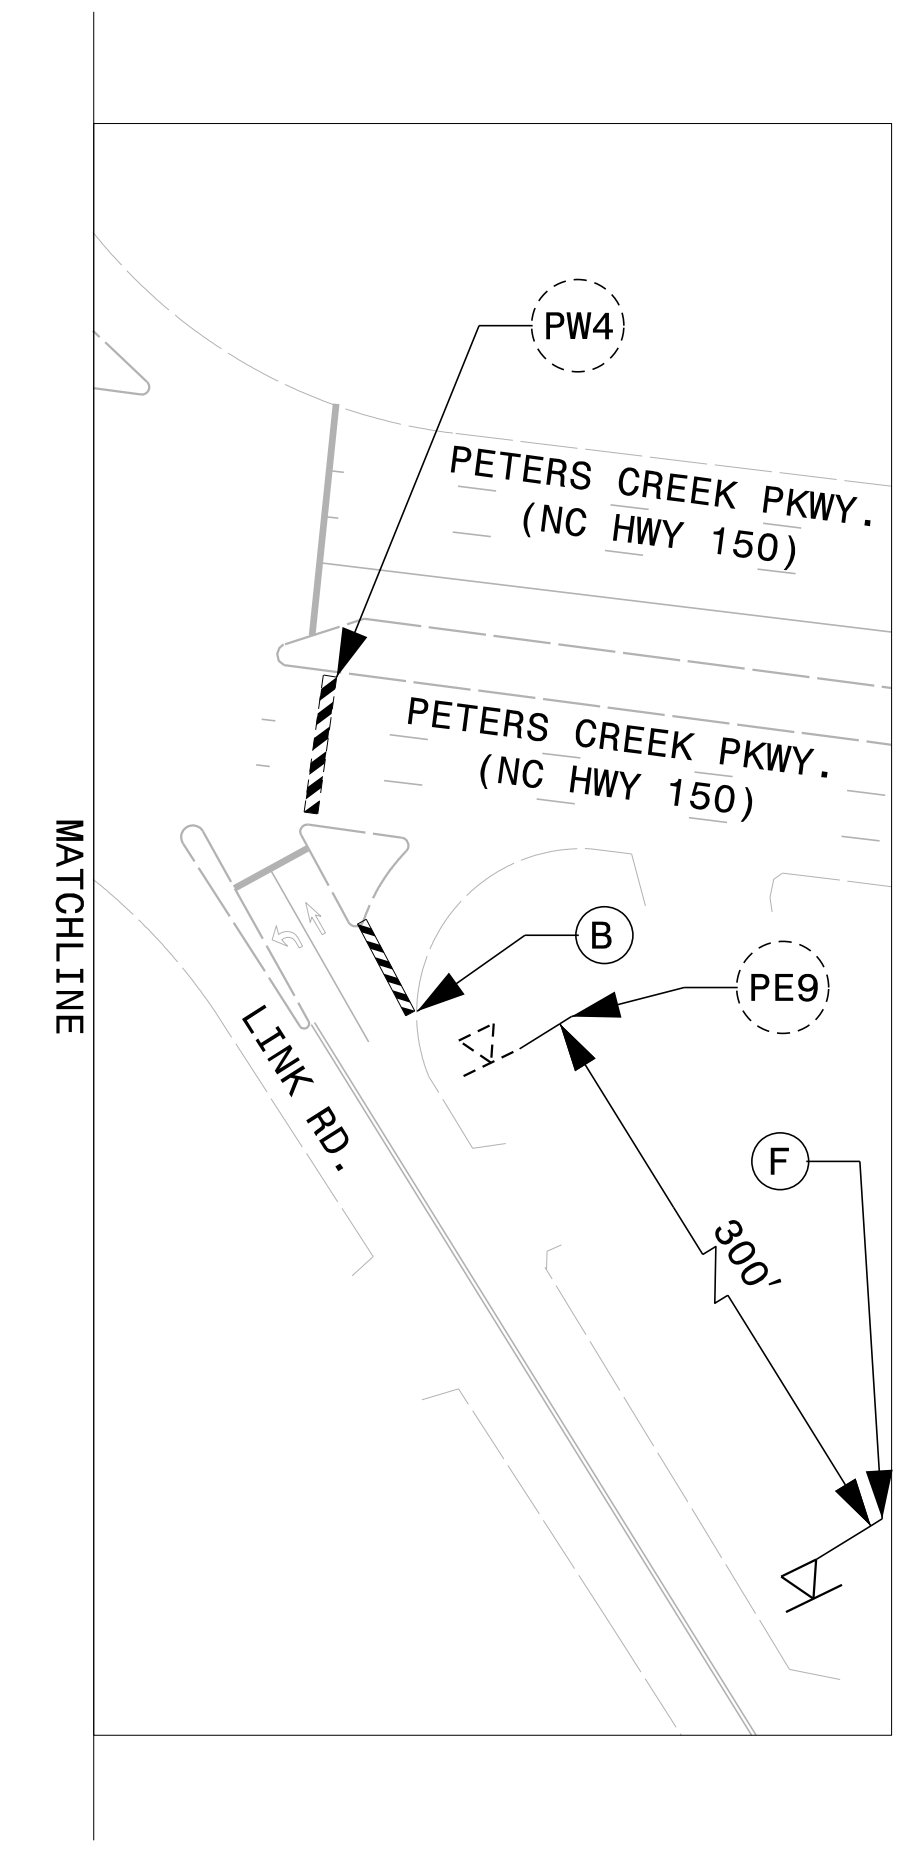 PW4
PETERS CREEK PKWY.
(NC HWY 150)
PETERS CREEK PKWY.
(NC HWY 150)
MATCHLINE
B
PE9
LINK RD.
F
300'